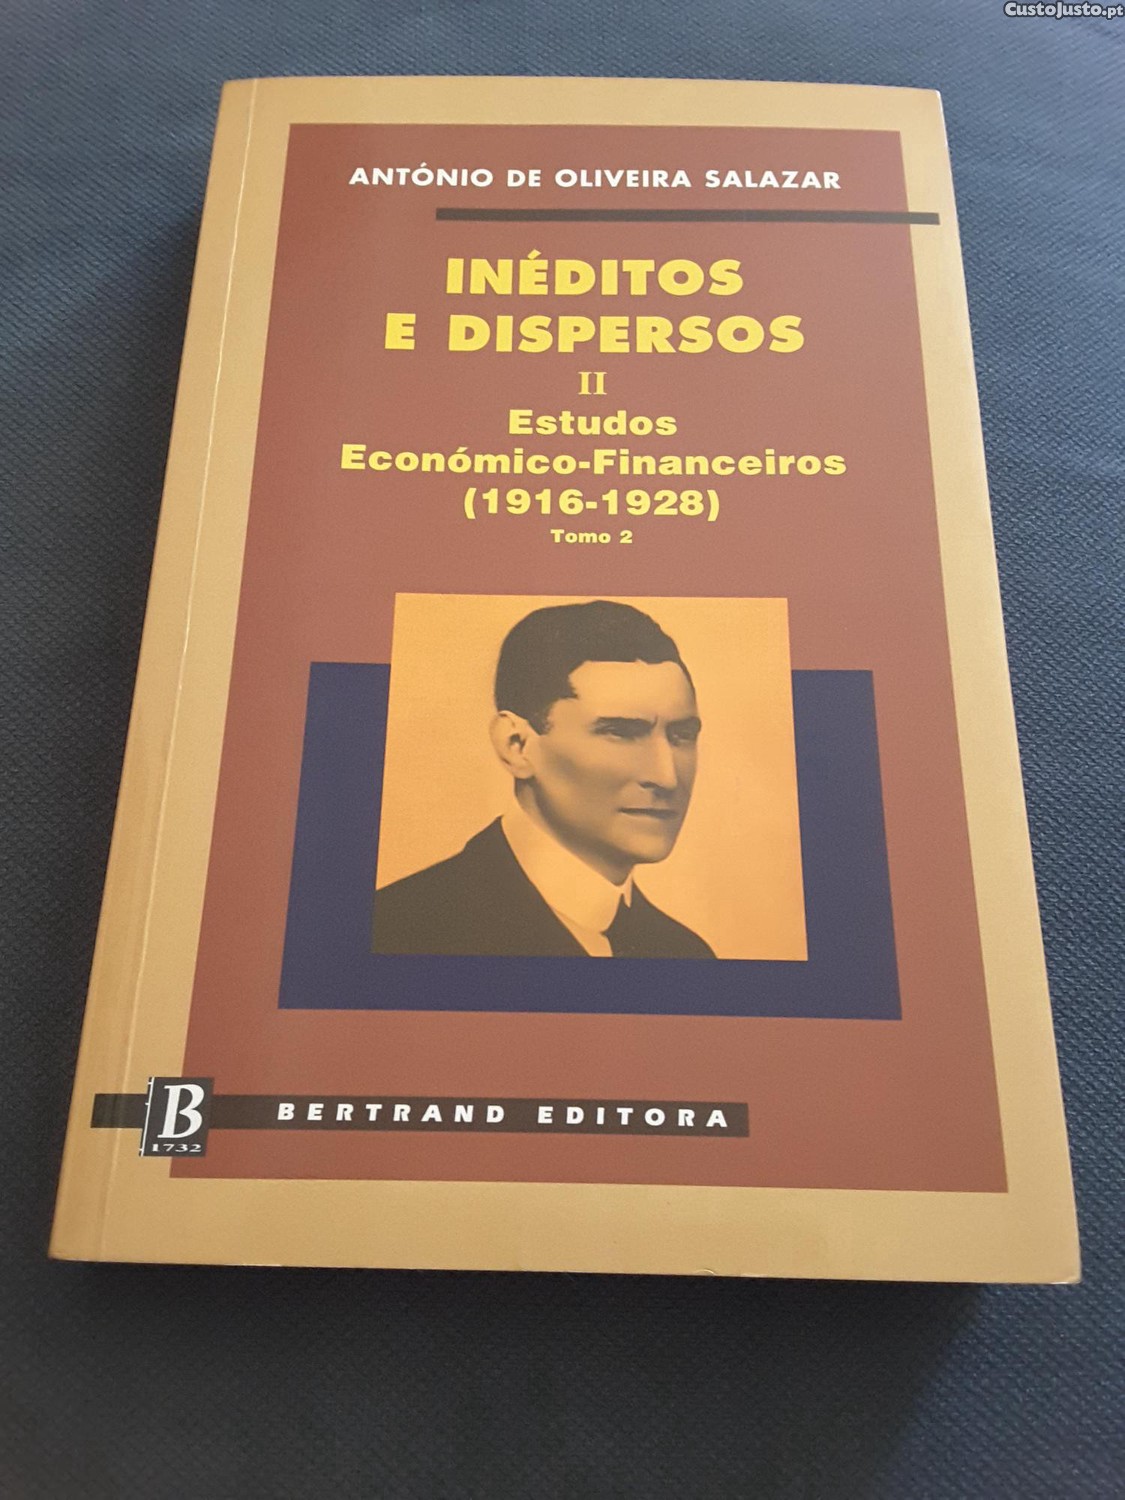 CustoJusto.pt
ANTÓNIO DE OLIVEIRA SALAZAR
INÉDITOS
E DISPERSOS
II
Estudos
Económico-Financeiros
(1916-1928)
Tomo 2
B
1732
BERTRAND EDITORA